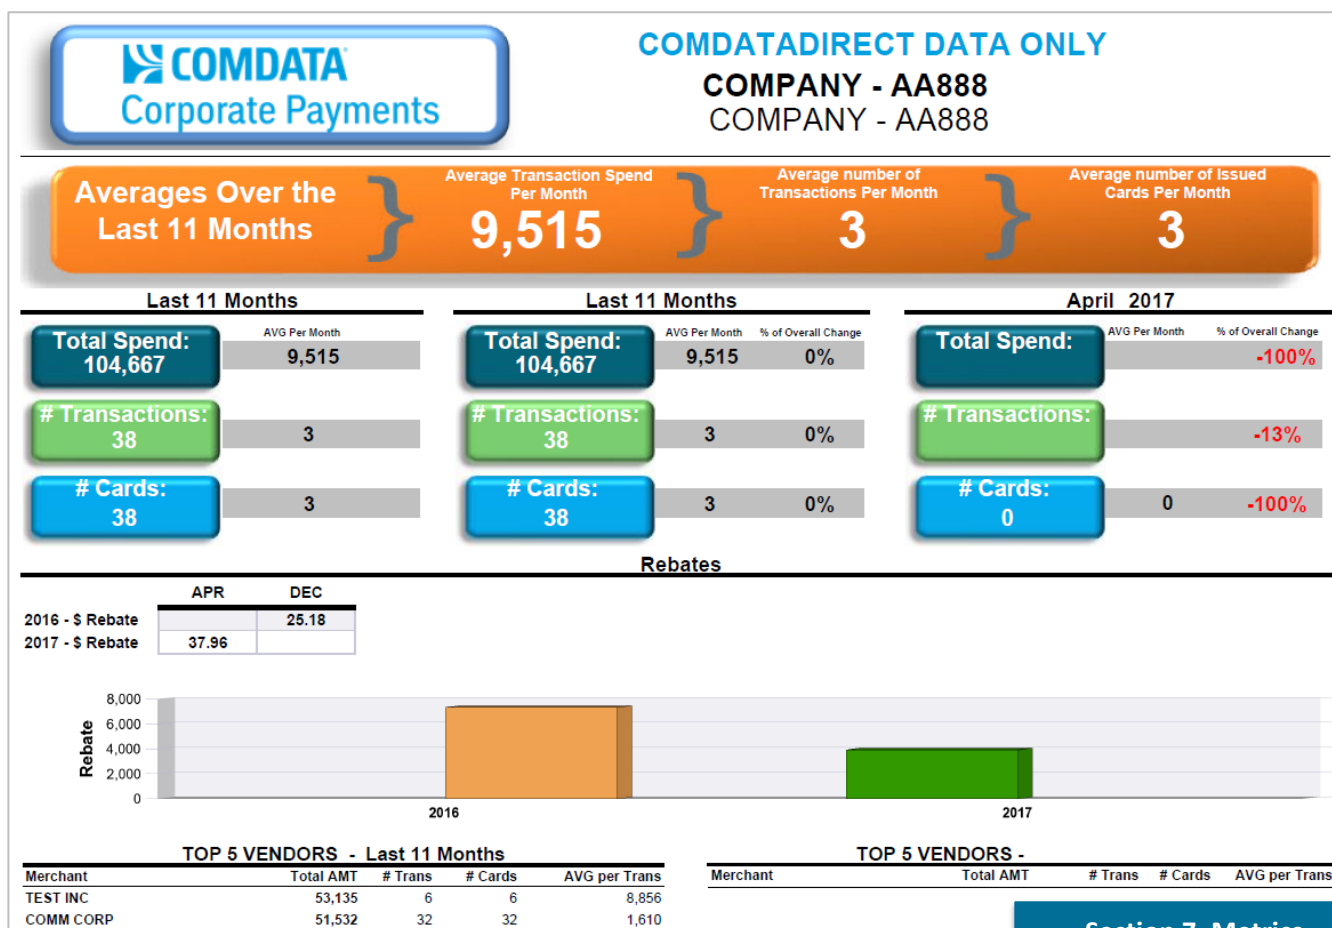 COMDATA
Corporate Payments
COMDATADIRECT DATA ONLY
COMPANY - AA888
COMPANY - AA888
Averages Over the
Last 11 Months
Average Transaction Spend
Per Month
9,515
Average number of
Transactions Per Month
3
Average number of Issued
Cards Per Month
3
Last 11 Months
AVG Per Month
Total Spend:
104,667
9,515
# Transactions:
38
3
# Cards:
38
3
Last 11 Months
AVG Per Month % of Overall Change
Total Spend:
104,667
9,515 0%
# Transactions:
38
3 0%
# Cards:
38
3 0%
April 2017
AVG Per Month % of Overall Change
Total Spend:
-100%
# Transactions:
-13%
# Cards:
0
0 -100%
Rebates
APR DEC
2016 - $ Rebate 25.18
2017 - $ Rebate 37.96
Rebate
8,000
6,000
4,000
2,000
0
2016 2017
TOP 5 VENDORS - Last 11 Months
Merchant Total AMT # Trans # Cards AVG per Trans
TEST INC 53,135 6 6 8,856
COMM CORP 51,532 32 32 1,610
TOP 5 VENDORS -
Merchant Total AMT # Trans # Cards AVG per Trans
Section 7 Metrics